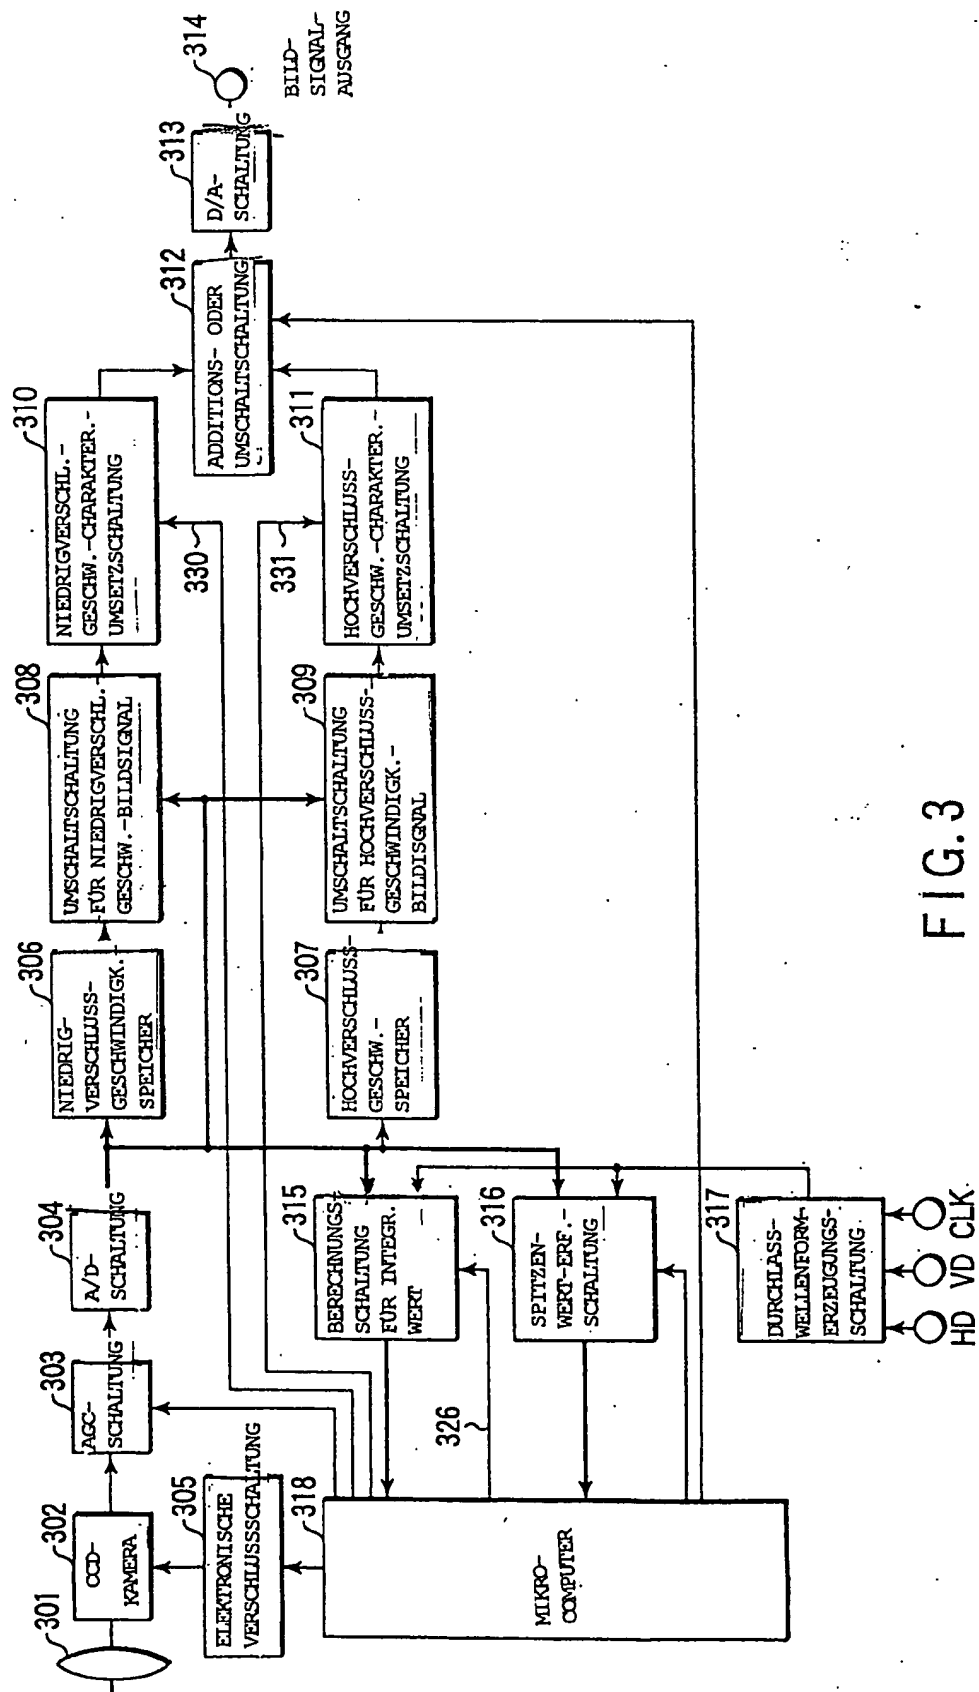 301
302
CCD-
KAMERA
303
AGC-
SCHALTUNG
304
A/D-
SCHALTUNG
305
ELEKTRONISCHE
VERSCHLUSSSCHALTUNG
306
NIEDRIG-
VERSCHLUSS-
GESCHWINDIGK.
SPEICHER
307
HOCHVERSCHLUSS-
GESCHW.-
SPEICHER
308
UMSCHALTSCHALTUNG
FÜR NIEDRIGVERSCHL.-
GESCHW.-BILDSIGNAL
309
UMSCHALTSCHALTUNG
FÜR HOCHVERSCHLUSS-
GESCHWINDIGK.-
BILDISGNAL
310
NIEDRIGVERSCHL.-
GESCHW.-CHARAKTER.-
UMSETZSCHALTUNG
330
311
HOCHVERSCHLUSS-
GESCHW.-CHARAKTER.-
UMSETZSCHALTUNG
331
312
ADDITIONS- ODER
UMSCHALTSCHALTUNG
313
D/A-
SCHALTUNG
314
BILD-
SIGNAL-
AUSGANG
315
BERECHNUNGS-
SCHALTUNG
FÜR INTEGR.
WERT
316
SPITZEN-
WERT-ERF.-
SCHALTUNG
317
DURCHLASS-
WELLENFORM-
ERZEUGUNGS-
SCHALTUNG
HD VD CLK
318
MIKRO-
COMPUTER
326
FIG.3